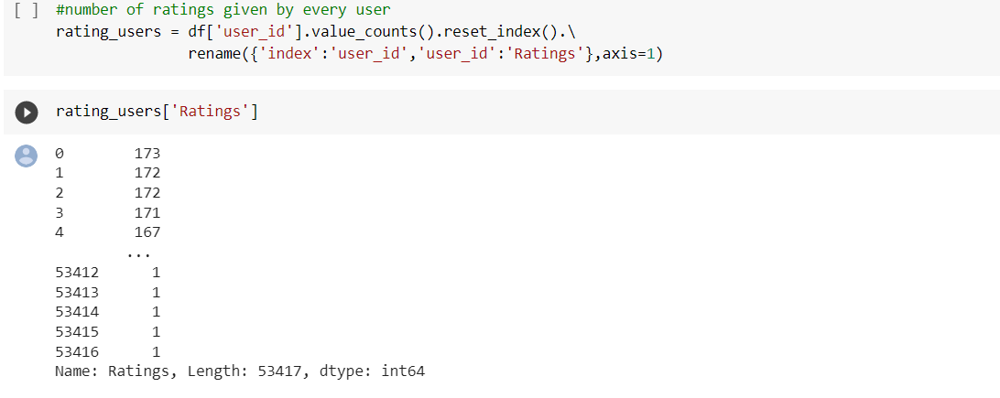 [ ] #number of ratings given by every user
rating_users = df['user_id'].value_counts().reset_index().\
rename({'index':'user_id','user_id':'Ratings'},axis=1)
rating_users['Ratings']
0 173
1 172
2 172
3 171
4 167
...
53412 1
53413 1
53414 1
53415 1
53416 1
Name: Ratings, Length: 53417, dtype: int64